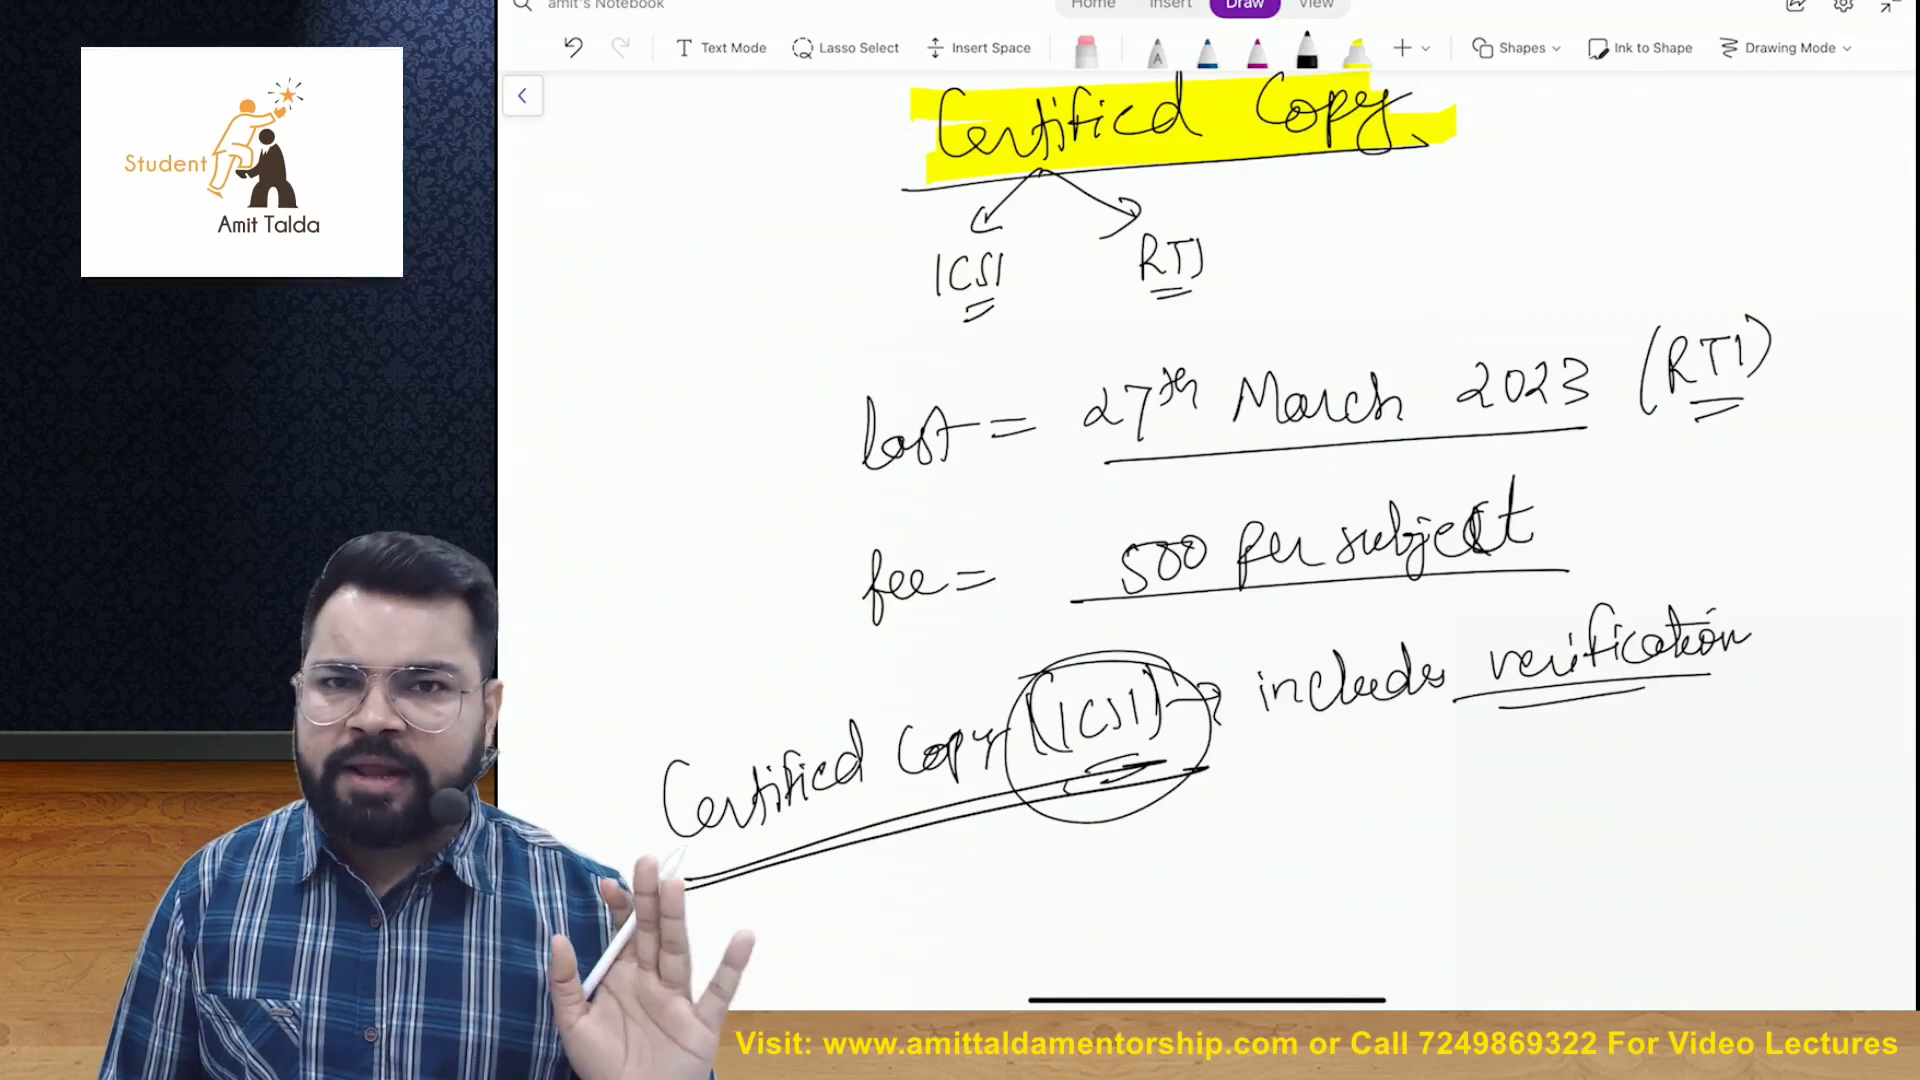 amit's Notebook
Home Insert Draw View
Text Mode Lasso Select Insert Space Shapes Ink to Shape Drawing Mode
Student
Amit Talda
Certified Copy
ICSI RTI
last = 27th March 2023 (RTI)
fee = 500 per subject
Certified Copy (ICSI) → includes verification
Visit: www.amittaldamentorship.com or Call 7249869322 For Video Lectures